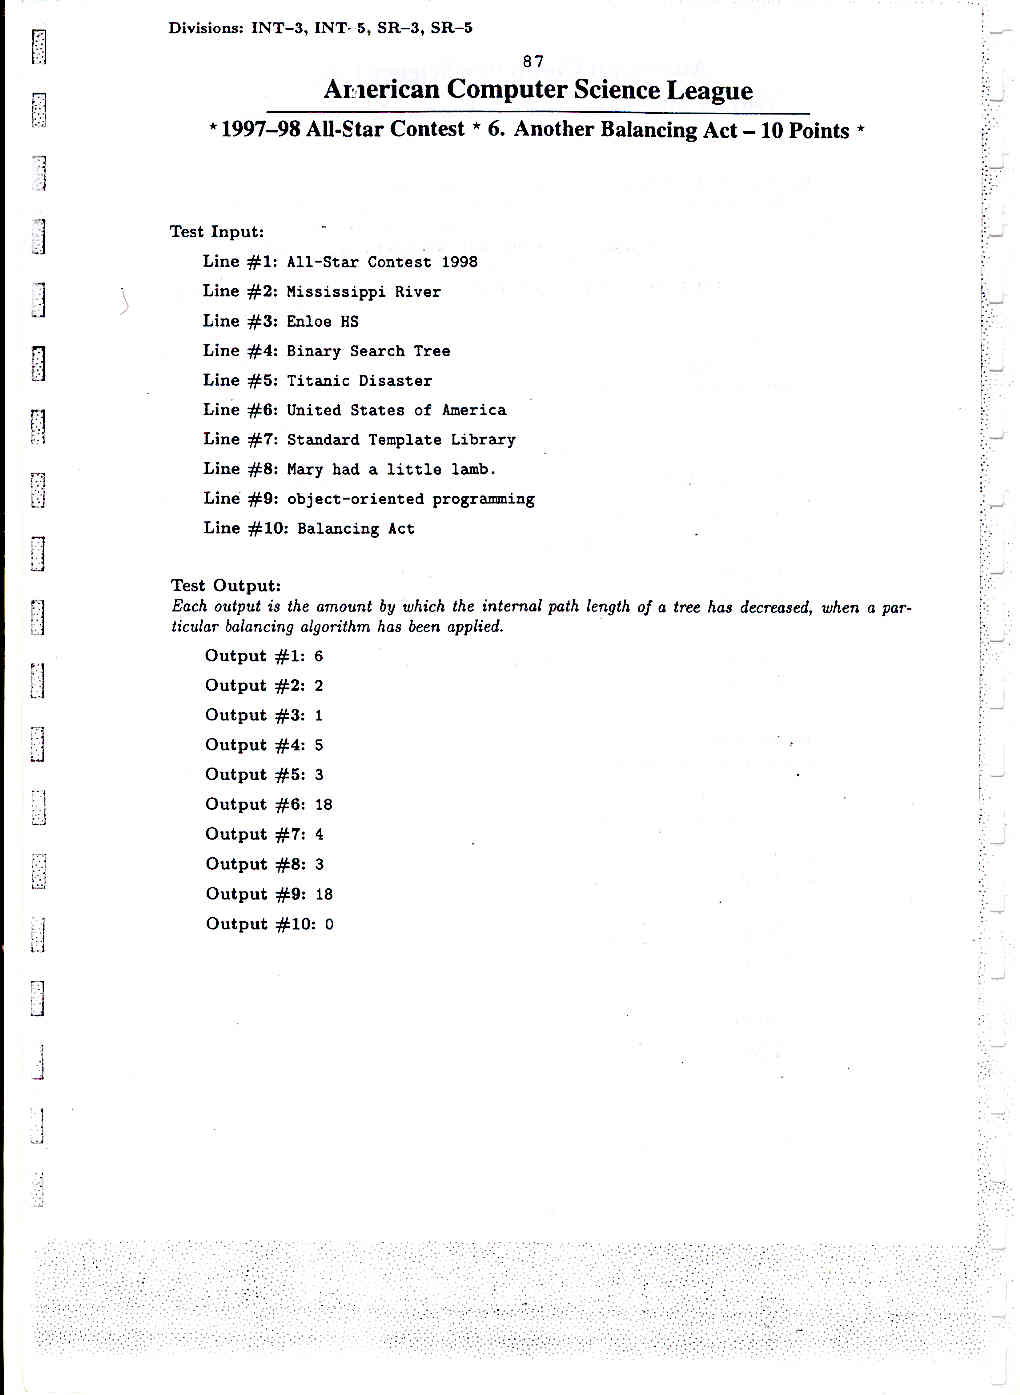 Divisions: INT–3, INT- 5, SR–3, SR–5
87
American Computer Science League
* 1997–98 All-Star Contest * 6. Another Balancing Act – 10 Points *
Test Input:
Line #1: All-Star Contest 1998
Line #2: Mississippi River
Line #3: Enloe HS
Line #4: Binary Search Tree
Line #5: Titanic Disaster
Line #6: United States of America
Line #7: Standard Template Library
Line #8: Mary had a little lamb.
Line #9: object-oriented programming
Line #10: Balancing Act
Test Output:
Each output is the amount by which the internal path length of a tree has decreased, when a par-
ticular balancing algorithm has been applied.
Output #1: 6
Output #2: 2
Output #3: 1
Output #4: 5
Output #5: 3
Output #6: 18
Output #7: 4
Output #8: 3
Output #9: 18
Output #10: 0